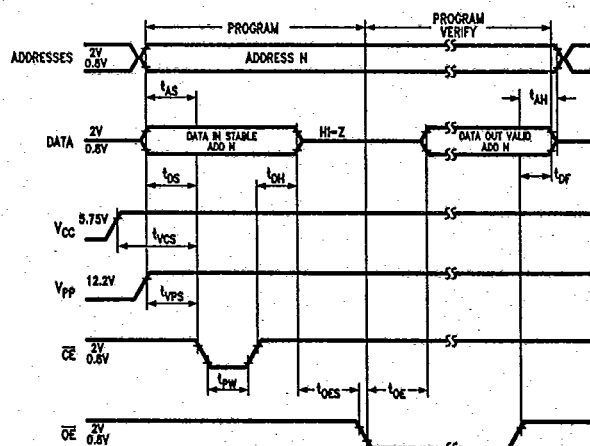 PROGRAM
PROGRAM VERIFY
ADDRESSES
2V
0.8V
ADDRESS N
tAS
tAH
DATA
2V
0.8V
DATA IN STABLE
ADD N
HI-Z
DATA OUT VALID
ADD N
tDS
tDH
tDF
VCC
5.75V
tVCS
VPP
12.2V
tVPS
CE
2V
0.8V
tPW
tOES
tOE
OE
2V
0.8V